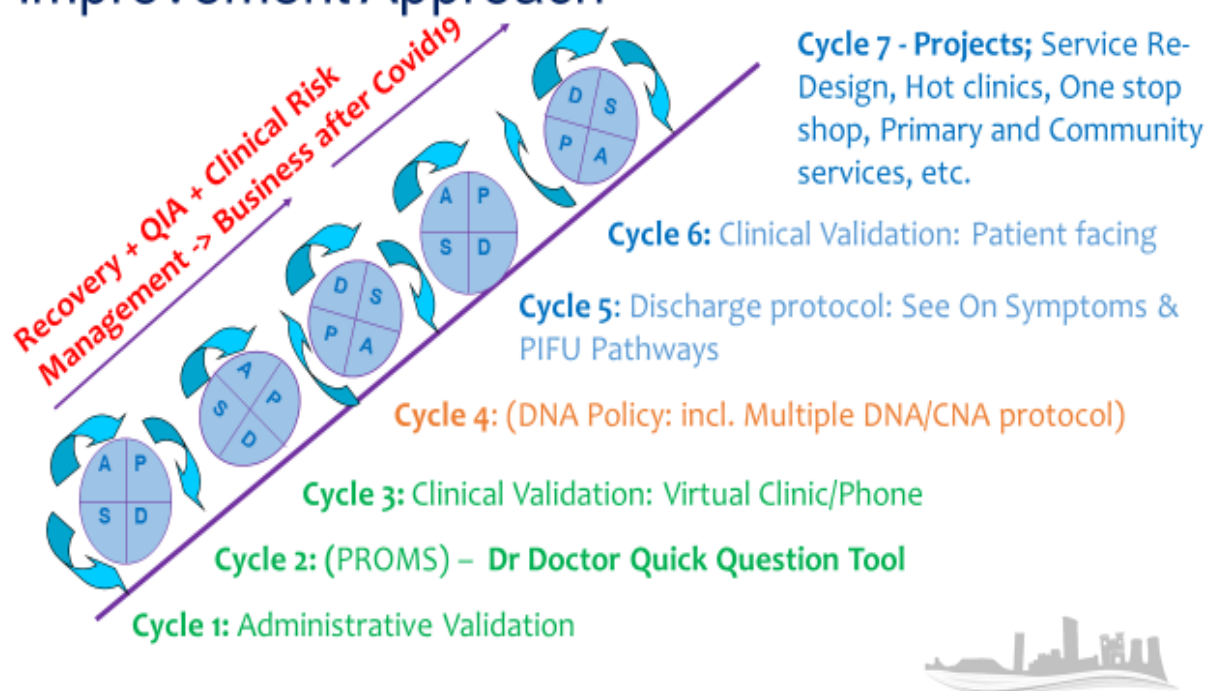 Improvement Approach
Recovery + QIA + Clinical Risk
Management -> Business after Covid19
D S
P A
A P
S D
D S
P A
A P
S D
A P
S D
Cycle 7 - Projects; Service Re-
Design, Hot clinics, One stop
shop, Primary and Community
services, etc.
Cycle 6: Clinical Validation: Patient facing
Cycle 5: Discharge protocol: See On Symptoms &
PIFU Pathways
Cycle 4: (DNA Policy: incl. Multiple DNA/CNA protocol)
Cycle 3: Clinical Validation: Virtual Clinic/Phone
Cycle 2: (PROMS) – Dr Doctor Quick Question Tool
Cycle 1: Administrative Validation